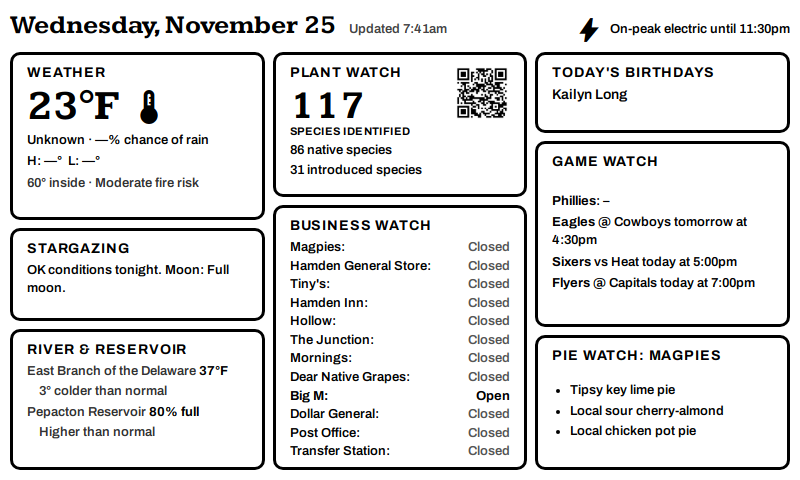 Wednesday, November 25 Updated 7:41am
On-peak electric until 11:30pm
WEATHER
23°F
Unknown · —% chance of rain
H: —° L: —°
60° inside · Moderate fire risk
STARGAZING
OK conditions tonight. Moon: Full
moon.
RIVER & RESERVOIR
East Branch of the Delaware 37°F
3° colder than normal
Pepacton Reservoir 80% full
Higher than normal
PLANT WATCH
117
SPECIES IDENTIFIED
86 native species
31 introduced species
BUSINESS WATCH
Magpies: Closed
Hamden General Store: Closed
Tiny's: Closed
Hamden Inn: Closed
Hollow: Closed
The Junction: Closed
Mornings: Closed
Dear Native Grapes: Closed
Big M: Open
Dollar General: Closed
Post Office: Closed
Transfer Station: Closed
TODAY'S BIRTHDAYS
Kailyn Long
GAME WATCH
Phillies: –
Eagles @ Cowboys tomorrow at
4:30pm
Sixers vs Heat today at 5:00pm
Flyers @ Capitals today at 7:00pm
PIE WATCH: MAGPIES
• Tipsy key lime pie
• Local sour cherry-almond
• Local chicken pot pie